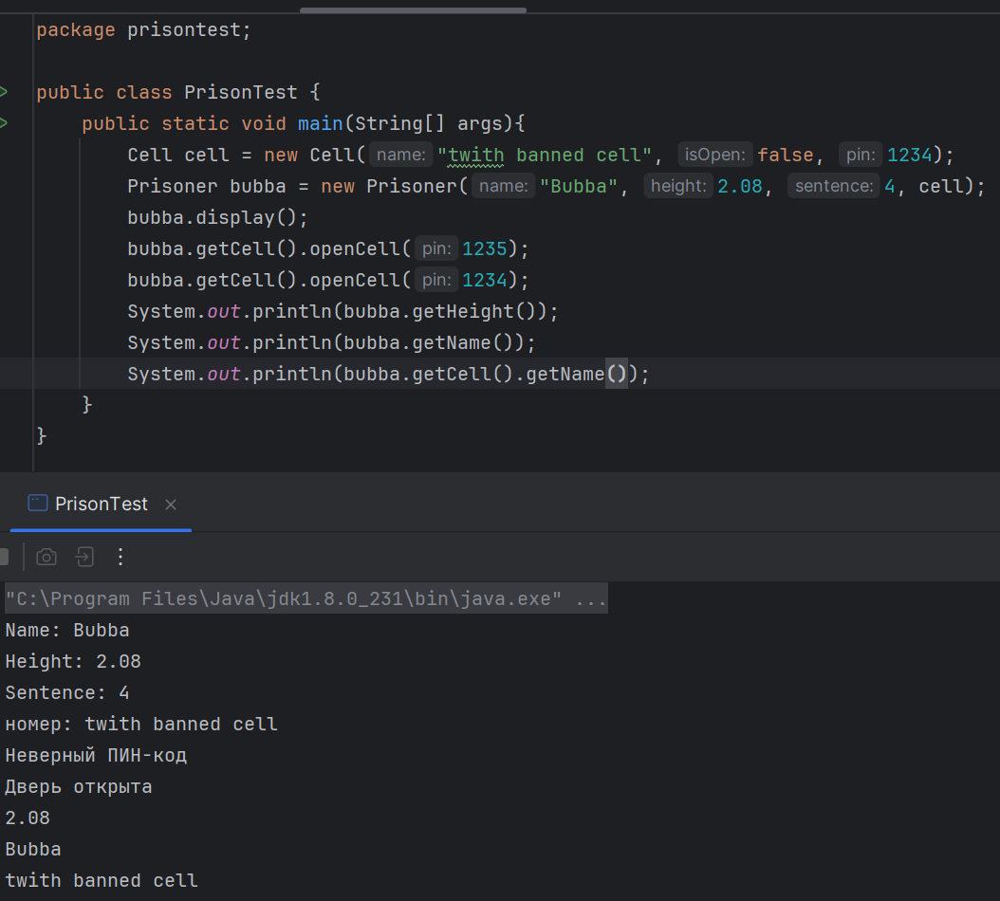 package prisontest;
public class PrisonTest {
public static void main(String[] args){
Cell cell = new Cell( name: "twith banned cell", isOpen: false, pin: 1234);
Prisoner bubba = new Prisoner( name: "Bubba", height: 2.08, sentence: 4, cell);
bubba.display();
bubba.getCell().openCell( pin: 1235);
bubba.getCell().openCell( pin: 1234);
System.out.println(bubba.getHeight());
System.out.println(bubba.getName());
System.out.println(bubba.getCell().getName());
}
}
PrisonTest
"C:\Program Files\Java\jdk1.8.0_231\bin\java.exe" ...
Name: Bubba
Height: 2.08
Sentence: 4
номер: twith banned cell
Неверный ПИН-код
Дверь открыта
2.08
Bubba
twith banned cell